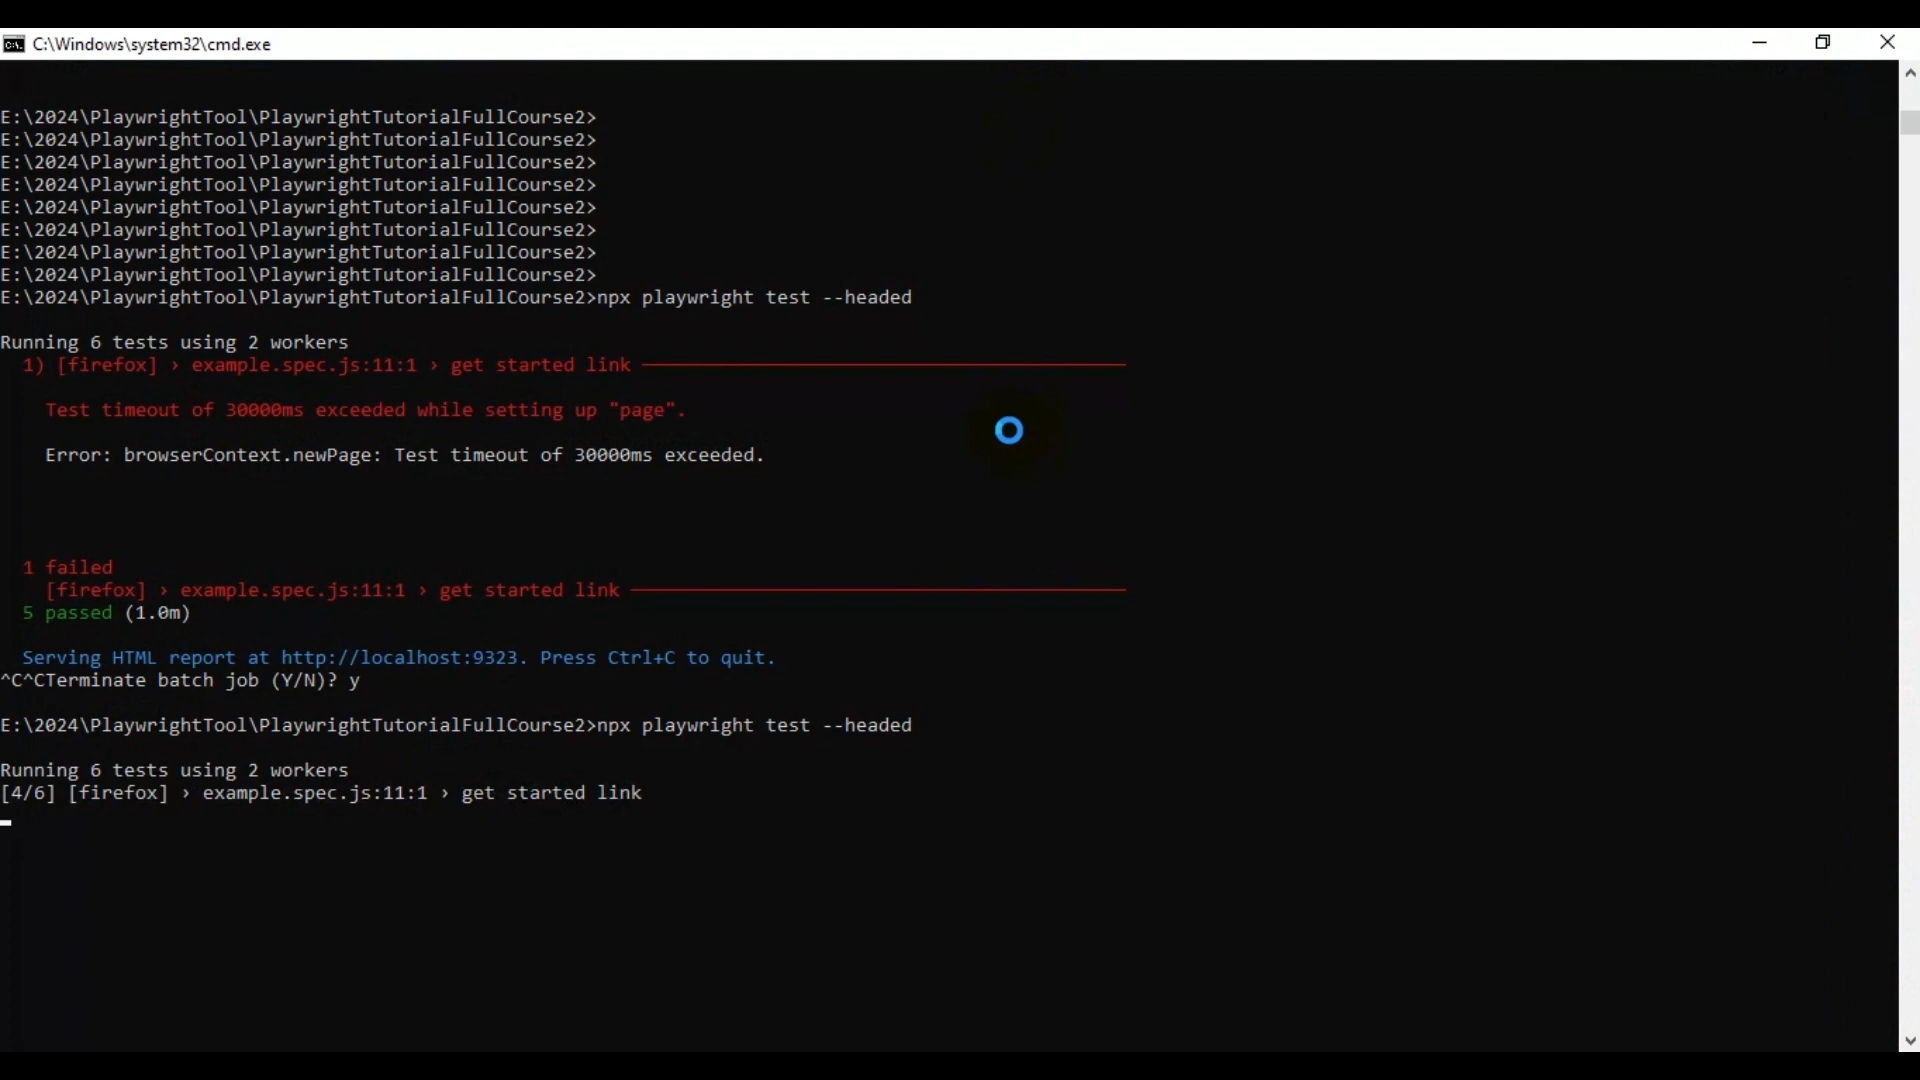 C:\Windows\system32\cmd.exe
E:\2024\PlaywrightTool\PlaywrightTutorialFullCourse2>
E:\2024\PlaywrightTool\PlaywrightTutorialFullCourse2>
E:\2024\PlaywrightTool\PlaywrightTutorialFullCourse2>
E:\2024\PlaywrightTool\PlaywrightTutorialFullCourse2>
E:\2024\PlaywrightTool\PlaywrightTutorialFullCourse2>
E:\2024\PlaywrightTool\PlaywrightTutorialFullCourse2>
E:\2024\PlaywrightTool\PlaywrightTutorialFullCourse2>
E:\2024\PlaywrightTool\PlaywrightTutorialFullCourse2>
E:\2024\PlaywrightTool\PlaywrightTutorialFullCourse2>npx playwright test --headed
Running 6 tests using 2 workers
1) [firefox] › example.spec.js:11:1 › get started link
Test timeout of 30000ms exceeded while setting up "page".
Error: browserContext.newPage: Test timeout of 30000ms exceeded.
1 failed
[firefox] › example.spec.js:11:1 › get started link
5 passed (1.0m)
Serving HTML report at http://localhost:9323. Press Ctrl+C to quit.
^C^CTerminate batch job (Y/N)? y
E:\2024\PlaywrightTool\PlaywrightTutorialFullCourse2>npx playwright test --headed
Running 6 tests using 2 workers
[4/6] [firefox] › example.spec.js:11:1 › get started link